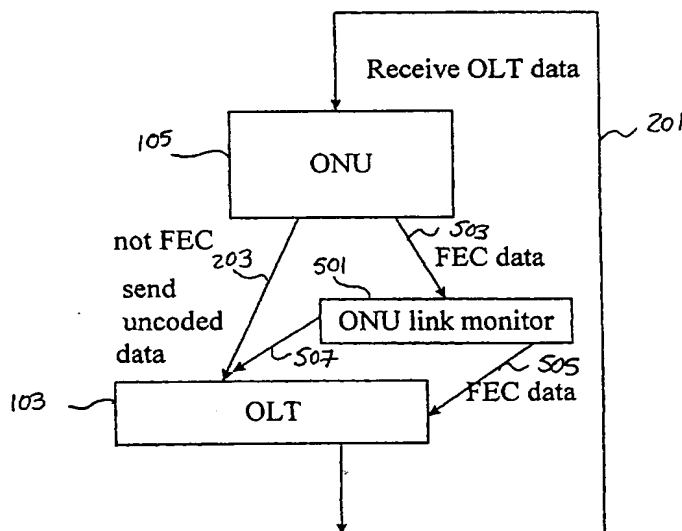 Receive OLT data
201
105
ONU
not FEC
203
503
FEC data
send
uncoded
data
501
ONU link monitor
507
505
FEC data
103
OLT